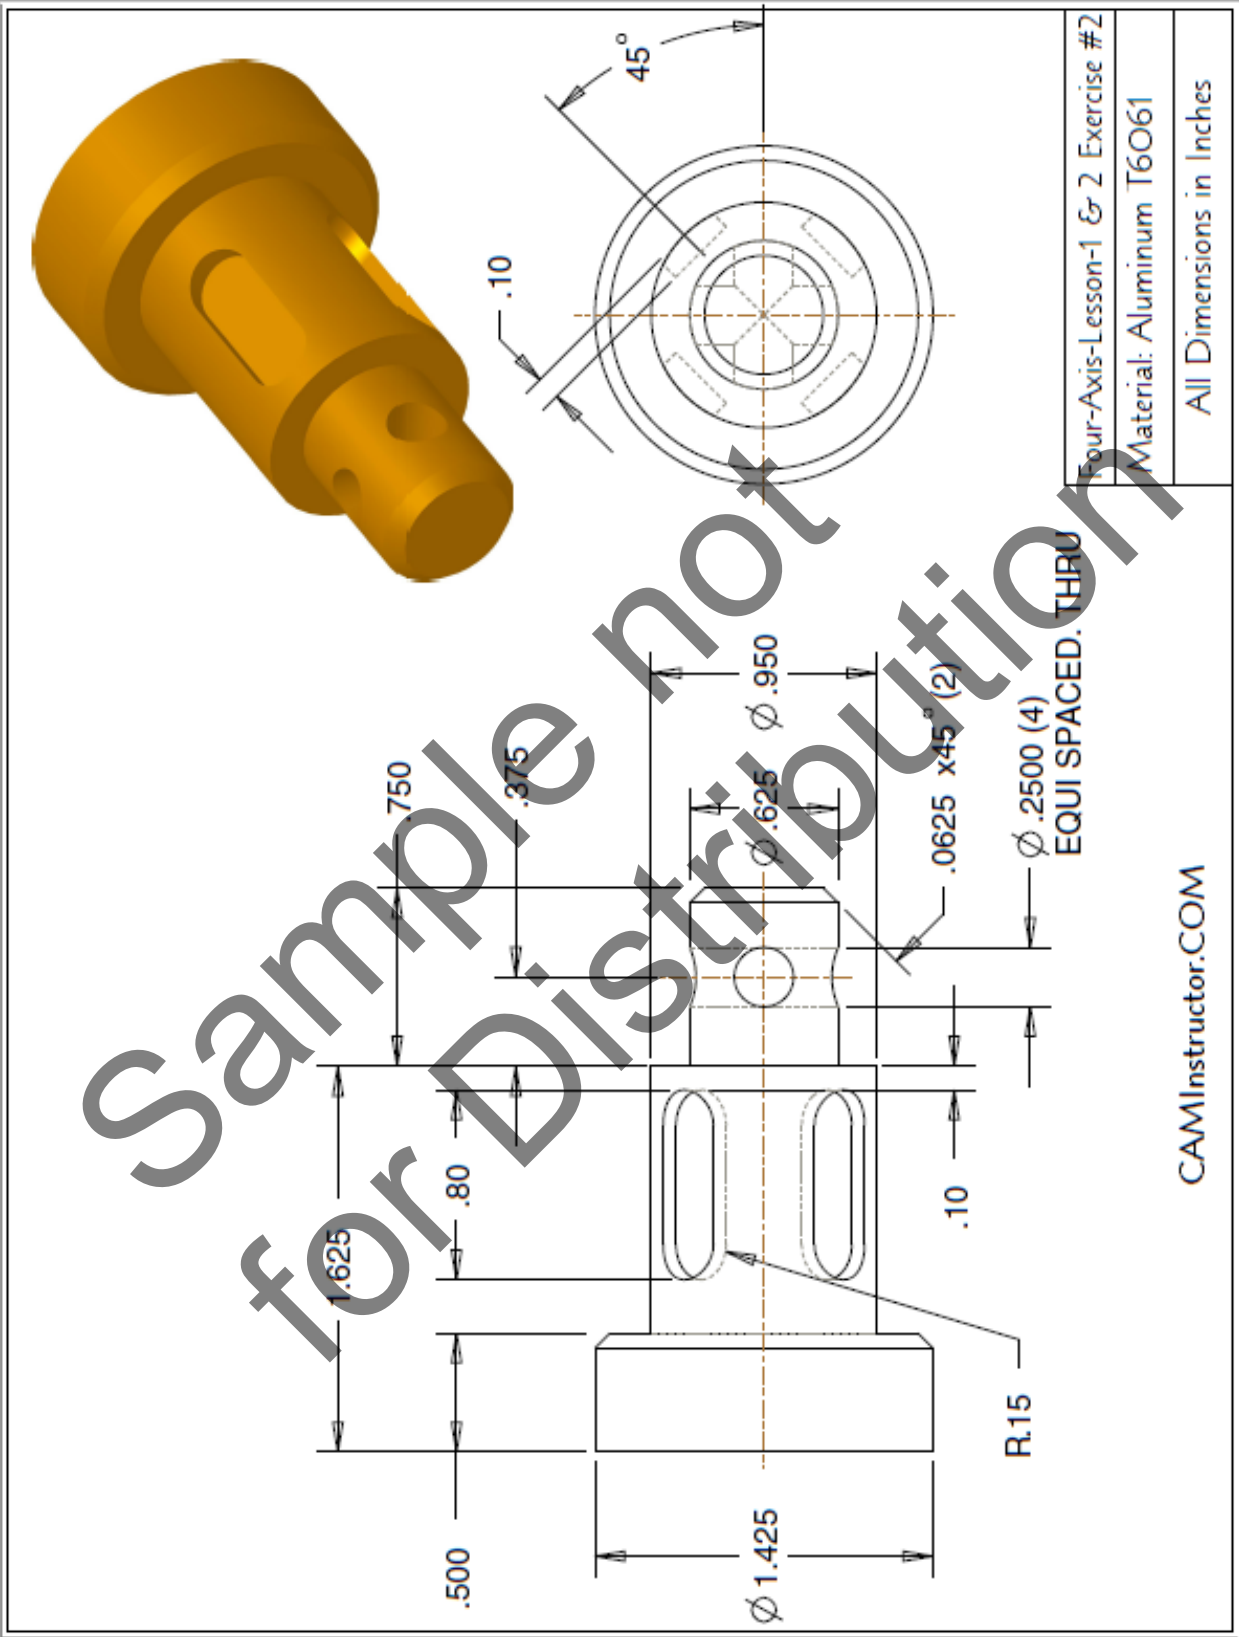 .750
.375
1.625
.80
.500
Ø.950
Ø.625
.0625 x45° (2)
Ø.2500 (4)
EQUI SPACED. THRU
.10
R.15
Ø1.425
.10
45°
Four-Axis-Lesson-1 & 2 Exercise #2
Material: Aluminum T6061
All Dimensions in Inches
CAMInstructor.COM
Sample not
for Distribution